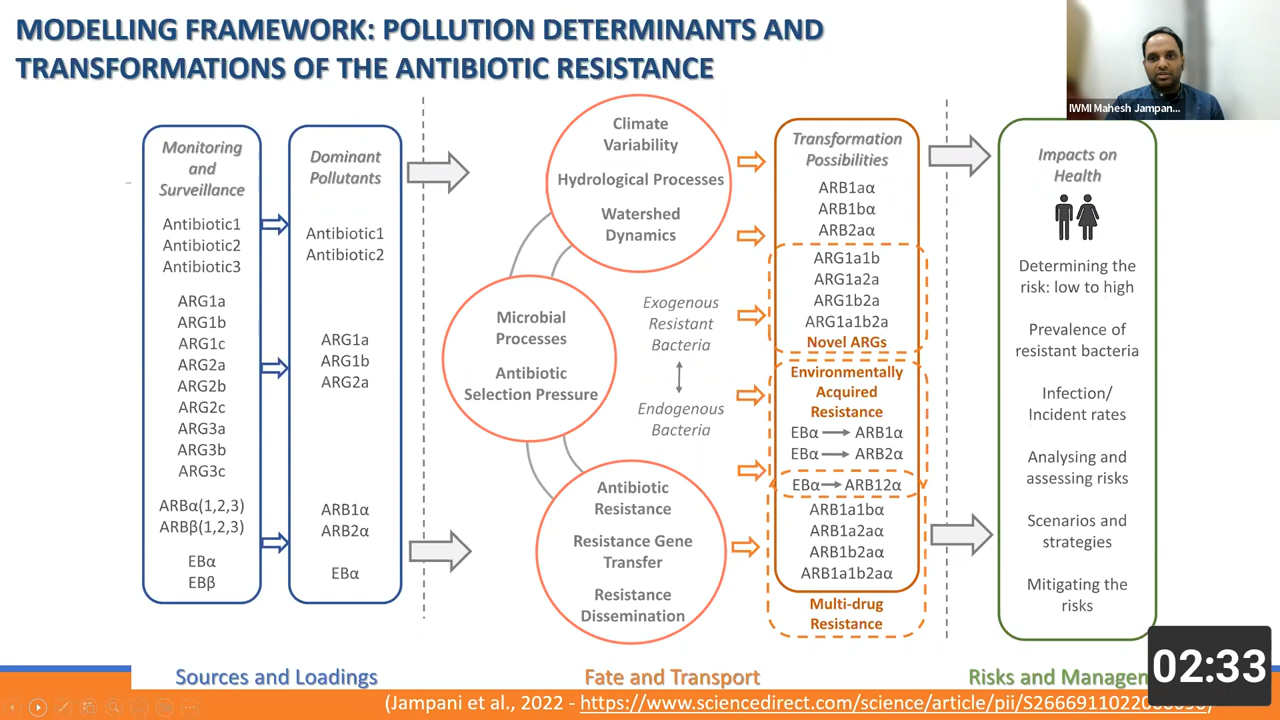 MODELLING FRAMEWORK: POLLUTION DETERMINANTS AND
TRANSFORMATIONS OF THE ANTIBIOTIC RESISTANCE
IWMI Mahesh Jampan...
Monitoring
and
Surveillance
Antibiotic1
Antibiotic2
Antibiotic3
ARG1a
ARG1b
ARG1c
ARG2a
ARG2b
ARG2c
ARG3a
ARG3b
ARG3c
ARBα(1,2,3)
ARBβ(1,2,3)
EBα
EBβ
Dominant
Pollutants
Antibiotic1
Antibiotic2
ARG1a
ARG1b
ARG2a
ARB1α
ARB2α
EBα
Climate
Variability
Hydrological Processes
Watershed
Dynamics
Microbial
Processes
Antibiotic
Selection Pressure
Exogenous
Resistant
Bacteria
Endogenous
Bacteria
Antibiotic
Resistance
Resistance Gene
Transfer
Resistance
Dissemination
Transformation
Possibilities
ARB1aα
ARB1bα
ARB2aα
ARG1a1b
ARG1a2a
ARG1b2a
ARG1a1b2a
Novel ARGs
Environmentally
Acquired
Resistance
EBα → ARB1α
EBα → ARB2α
EBα → ARB12α
ARB1a1bα
ARB1a2aα
ARB1b2aα
ARB1a1b2aα
Multi-drug
Resistance
Impacts on
Health
Determining the
risk: low to high
Prevalence of
resistant bacteria
Infection/
Incident rates
Analysing and
assessing risks
Scenarios and
strategies
Mitigating the
risks
Sources and Loadings
Fate and Transport
Risks and Managem
02:33
(Jampani et al., 2022 - https://www.sciencedirect.com/science/article/pii/